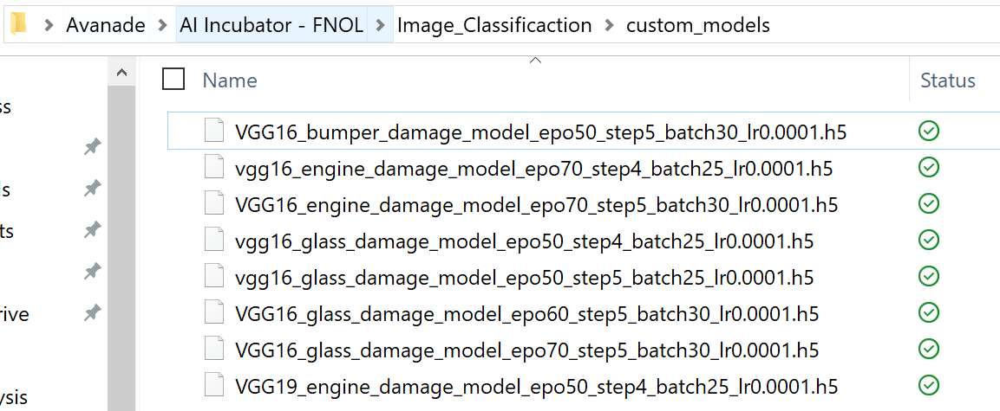 Avanade > AI Incubator - FNOL > Image_Classificaction > custom_models
Name Status
ss
VGG16_bumper_damage_model_epo50_step5_batch30_lr0.0001.h5
vgg16_engine_damage_model_epo70_step4_batch25_lr0.0001.h5
ls
VGG16_engine_damage_model_epo70_step5_batch30_lr0.0001.h5
ts
vgg16_glass_damage_model_epo50_step4_batch25_lr0.0001.h5
vgg16_glass_damage_model_epo50_step5_batch25_lr0.0001.h5
rive
VGG16_glass_damage_model_epo60_step5_batch30_lr0.0001.h5
VGG16_glass_damage_model_epo70_step5_batch30_lr0.0001.h5
VGG19_engine_damage_model_epo50_step4_batch25_lr0.0001.h5
ysis